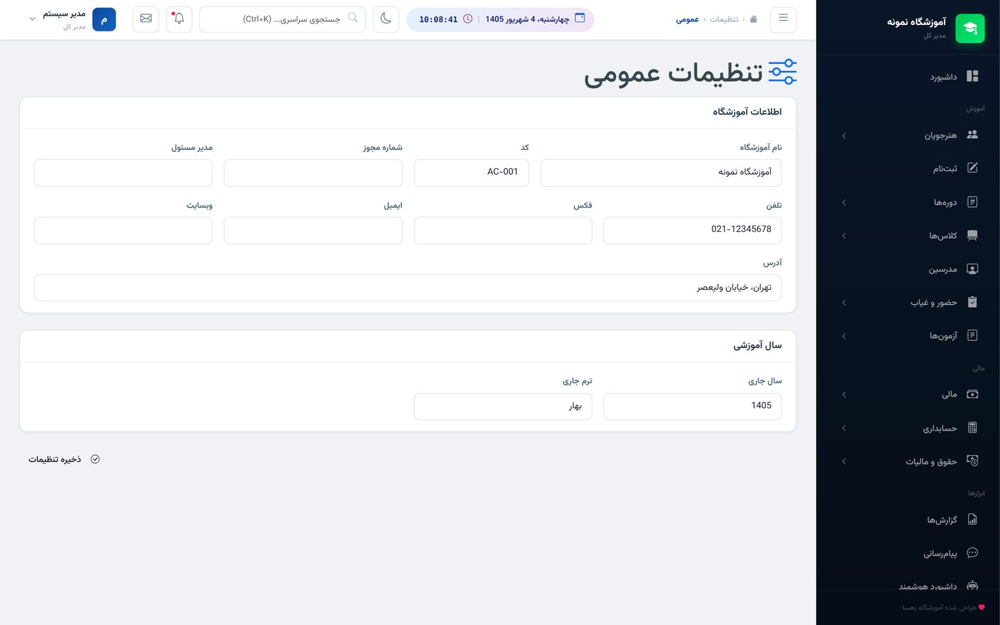 آموزشگاه نمونه
مدیر کل
داشبورد
آموزش
هنرجویان
ثبت‌نام
دوره‌ها
کلاس‌ها
مدرسین
حضور و غیاب
آزمون‌ها
مالی
مالی
حسابداری
حقوق و مالیات
ابزارها
گزارش‌ها
پیام‌رسانی
داشبورد هوشمند
طراحی شده آموزشگاه رهسا
تنظیمات › عمومی
چهارشنبه، 4 شهریور 1405 | 10:08:41
جستجوی سراسری... (Ctrl+K)
م
مدیر سیستم
مدیر کل
تنظیمات عمومی
اطلاعات آموزشگاه
نام آموزشگاه کد شماره مجوز مدیر مسئول
آموزشگاه نمونه AC-001
تلفن فکس ایمیل وبسایت
021-12345678
آدرس
تهران، خیابان ولیعصر
سال آموزشی
سال جاری ترم جاری
1405 بهار
ذخیره تنظیمات